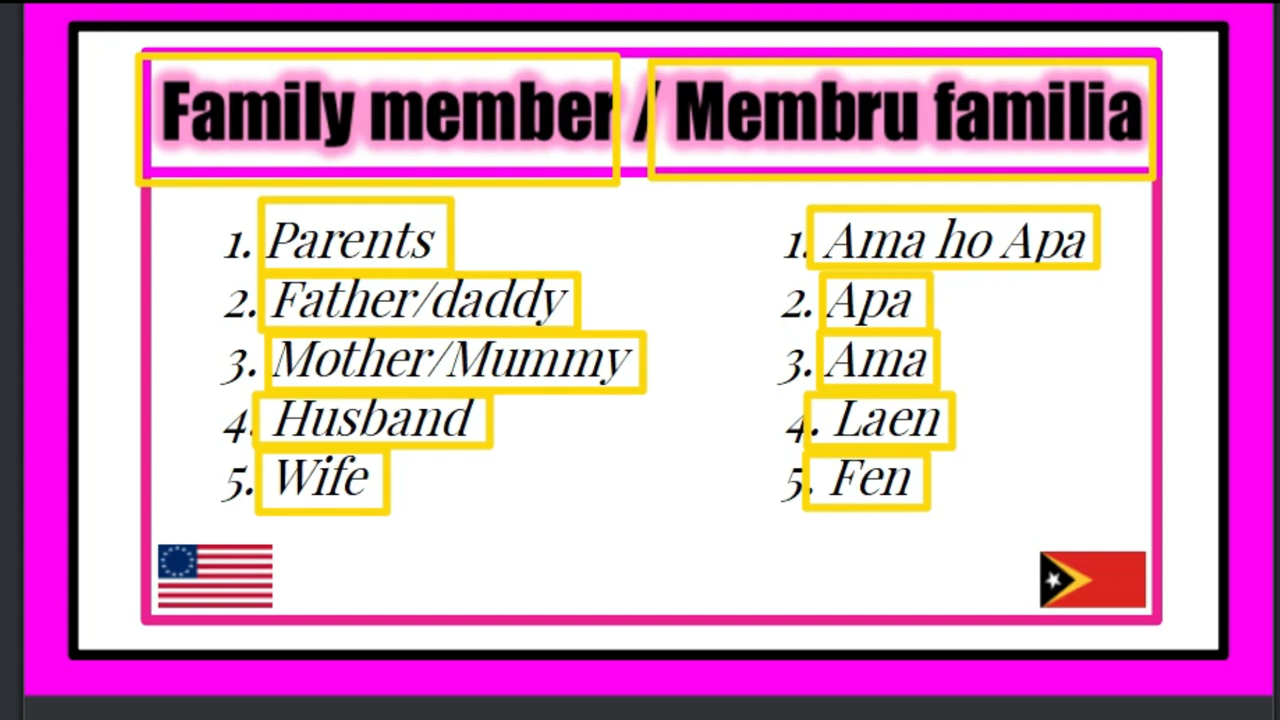 Family member / Membru familia
1. Parents
2. Father/daddy
3. Mother/Mummy
4. Husband
5. Wife
1. Ama ho Apa
2. Apa
3. Ama
4. Laen
5. Fen